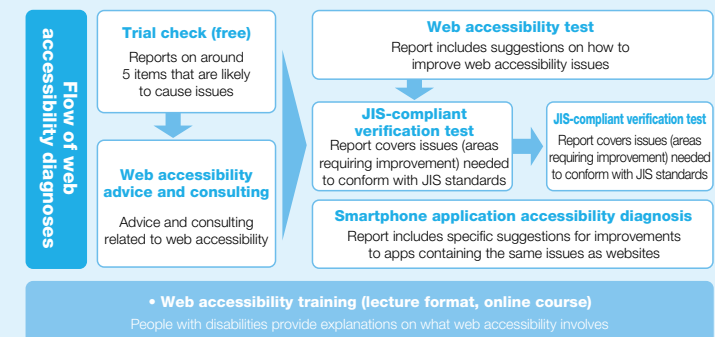 Flow of web
accessibility diagnoses
Trial check (free)
Reports on around
5 items that are likely
to cause issues
Web accessibility
advice and consulting
Advice and consulting
related to web accessibility
Web accessibility test
Report includes suggestions on how to
improve web accessibility issues
JIS-compliant
verification test
Report covers issues (areas
requiring improvement) needed
to conform with JIS standards
JIS-compliant verification test
Report covers issues (areas
requiring improvement) needed
to conform with JIS standards
Smartphone application accessibility diagnosis
Report includes specific suggestions for improvements
to apps containing the same issues as websites
• Web accessibility training (lecture format, online course)
People with disabilities provide explanations on what web accessibility involves